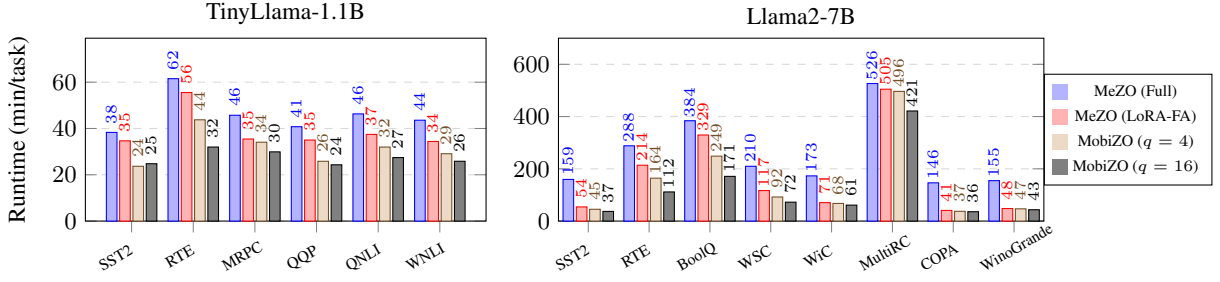 TinyLlama-1.1B
Runtime (min/task)
60
40
20
0
38 35 24 25
62 56 44 32
46 35 34 30
41 35 26 24
46 37 32 27
44 34 29 26
SST2 RTE MRPC QQP QNLI WNLI
Llama2-7B
600
400
200
0
159 54 45 37
288 214 164 112
384 329 249 171
210 117 92 72
173 71 68 61
526 505 496 421
146 41 37 36
155 48 47 43
SST2 RTE BoolQ WSC WiC MultiRC COPA WinoGrande
MeZO (Full)
MeZO (LoRA-FA)
MobiZO (q = 4)
MobiZO (q = 16)